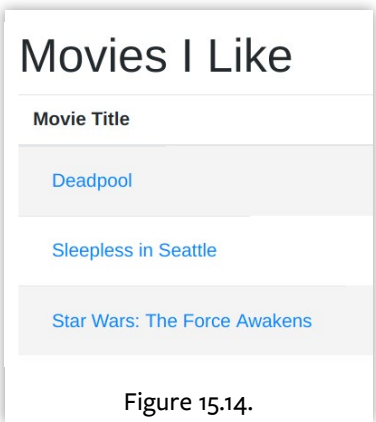 Movies I Like
Movie Title
Deadpool
Sleepless in Seattle
Star Wars: The Force Awakens
Figure 15.14.